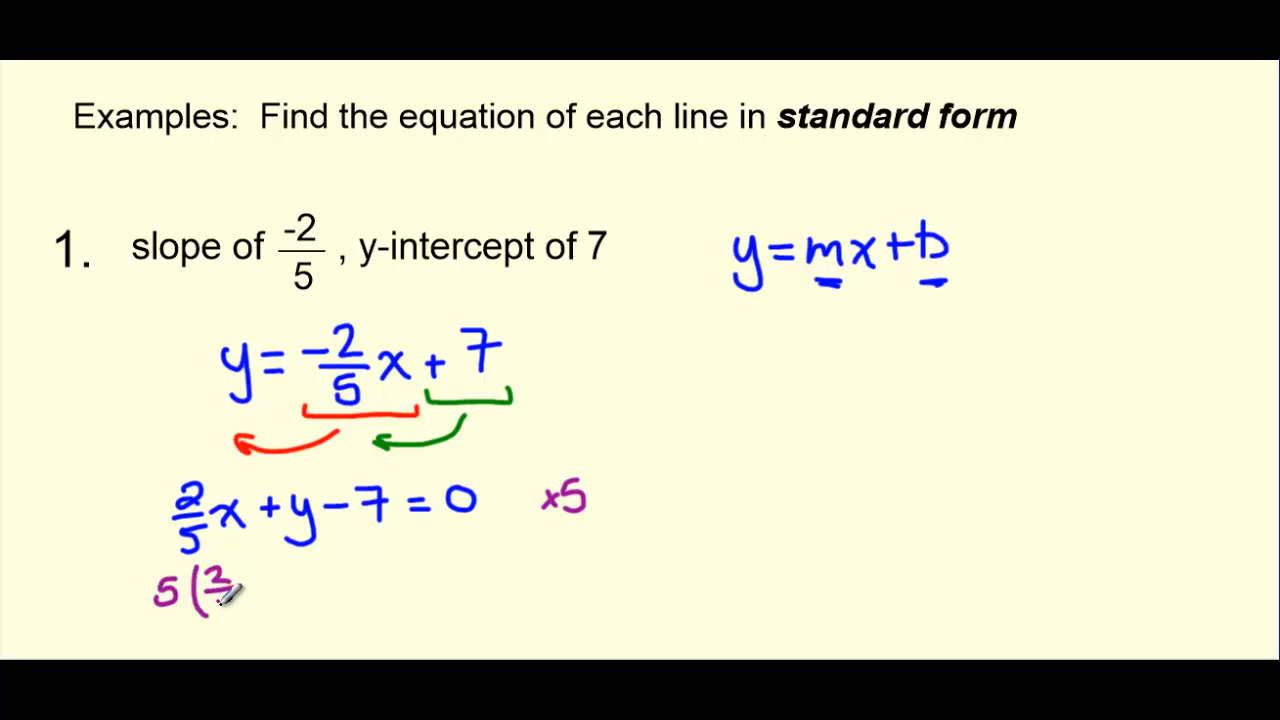 Examples: Find the equation of each line in standard form
1. slope of -2/5 , y-intercept of 7
y=mx+b
y= -2/5 x + 7
2/5 x + y - 7 = 0 ×5
5 (2